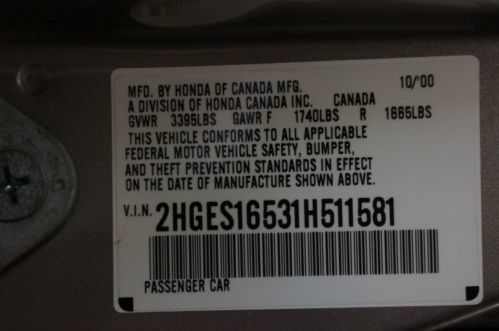 MFD. BY HONDA OF CANADA MFG. 10/'00
A DIVISION OF HONDA CANADA INC. CANADA
GVWR 3395LBS GAWR F 1740LBS R 1665LBS
THIS VEHICLE CONFORMS TO ALL APPLICABLE
FEDERAL MOTOR VEHICLE SAFETY, BUMPER,
AND THEFT PREVENTION STANDARDS IN EFFECT
ON THE DATE OF MANUFACTURE SHOWN ABOVE.
V.I.N. 2HGES16531H511581
PASSENGER CAR